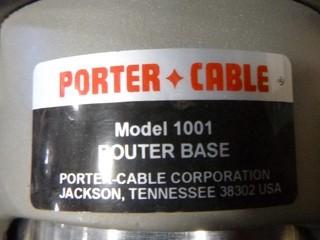 PORTER✦CABLE
Model 1001
ROUTER BASE
PORTER-CABLE CORPORATION
JACKSON, TENNESSEE 38302 USA